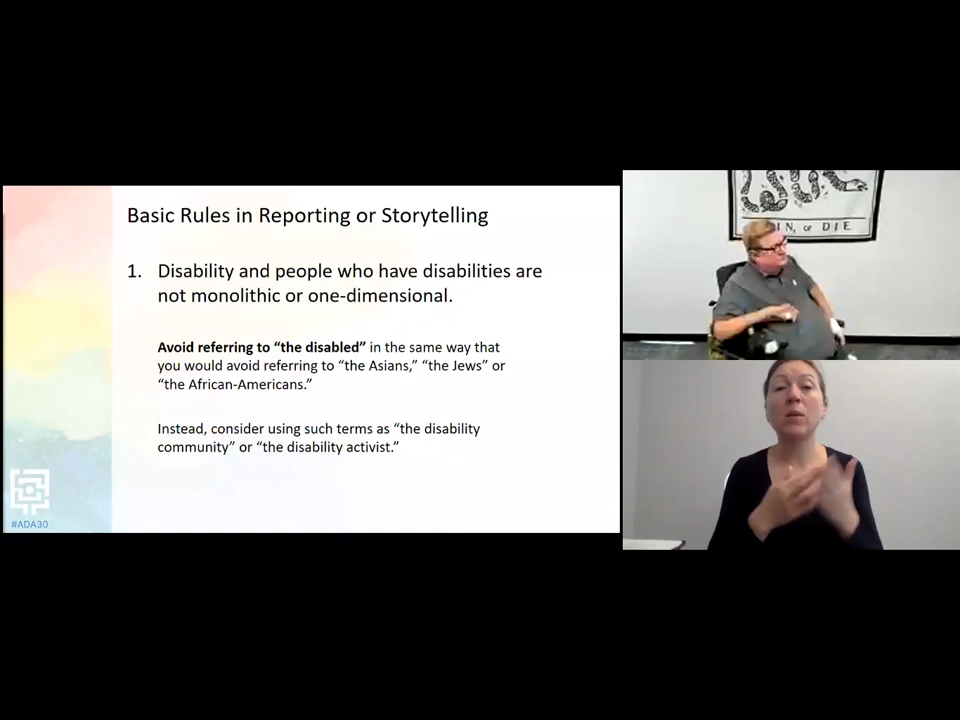 Basic Rules in Reporting or Storytelling
1. Disability and people who have disabilities are
not monolithic or one-dimensional.
Avoid referring to “the disabled” in the same way that
you would avoid referring to “the Asians,” “the Jews” or
“the African-Americans.”
Instead, consider using such terms as “the disability
community” or “the disability activist.”
#ADA30
IN, or DIE